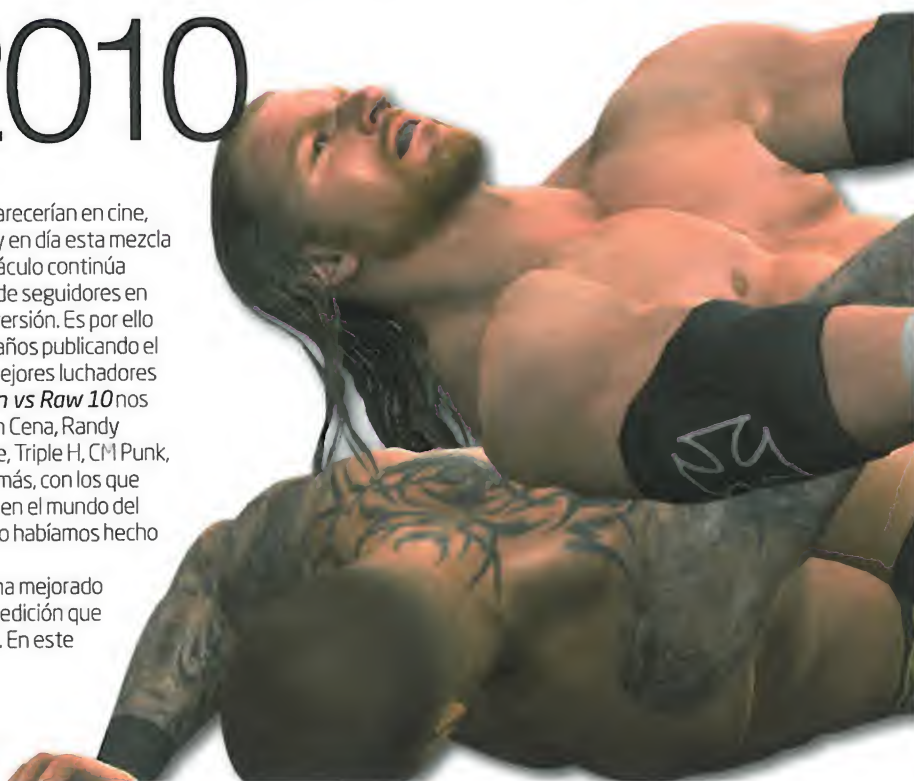 2010
arecerían en cine,
y en día esta mezcla
áculo continúa
de seguidores en
ersión. Es por ello
años publicando el
ejores luchadores
n vs Raw 10 nos
n Cena, Randy
e, Triple H, CM Punk,
más, con los que
en el mundo del
o habíamos hecho
na mejorado
edición que
. En este